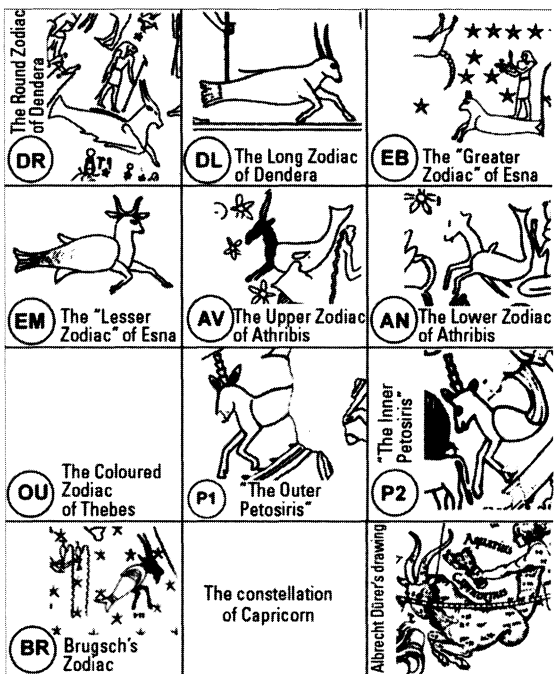 The Round Zodiac
of Dendera
DR
DL
The Long Zodiac
of Dendera
EB
The "Greater
Zodiac" of Esna
EM
The "Lesser
Zodiac" of Esna
AV
The Upper Zodiac
of Athribis
AN
The Lower Zodiac
of Athribis
OU
The Coloured
Zodiac
of Thebes
P1
"The Outer
Petosiris"
"The Inner
Petosiris"
P2
BR
Brugsch's
Zodiac
The constellation
of Capricorn
Albrecht Dürer's drawing
Aquarius
Capricornus